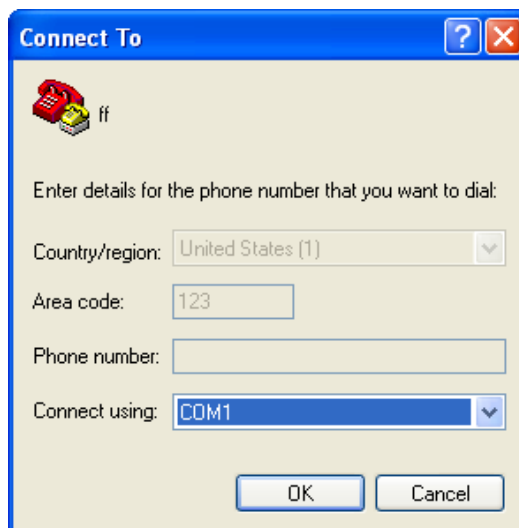 Connect To
ff
Enter details for the phone number that you want to dial:
Country/region: United States (1)
Area code: 123
Phone number:
Connect using: COM1
OK Cancel